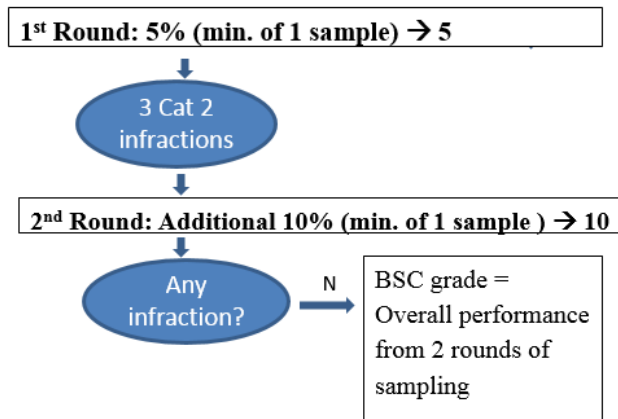 1st Round: 5% (min. of 1 sample) → 5
3 Cat 2
infractions
2nd Round: Additional 10% (min. of 1 sample ) → 10
Any
infraction?
N
BSC grade =
Overall performance
from 2 rounds of
sampling